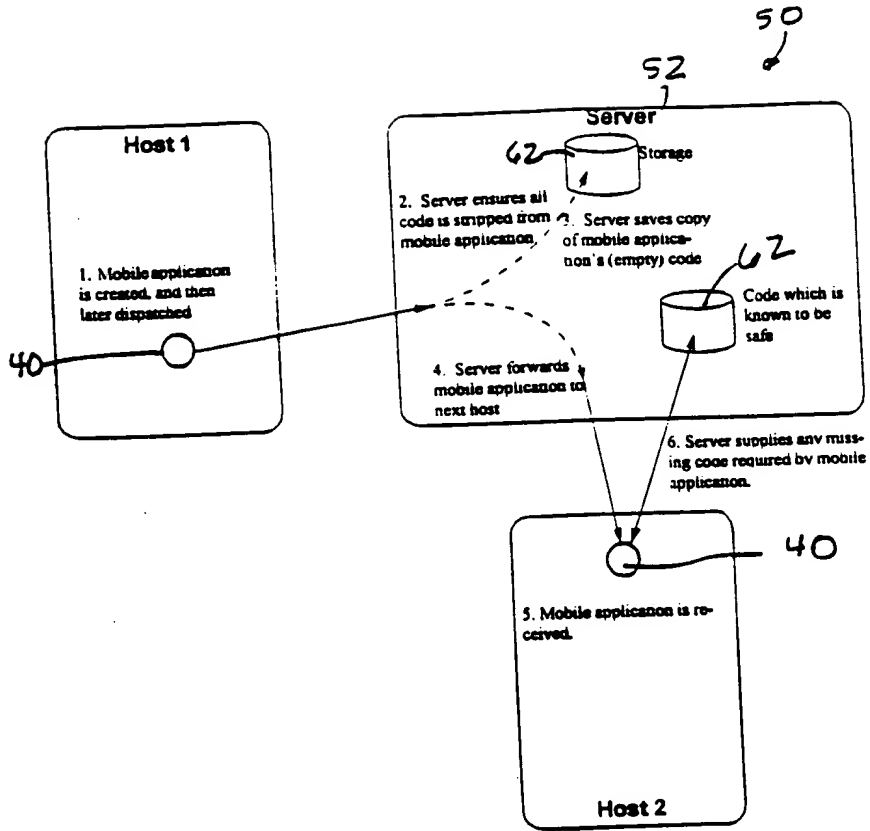 50
52
Host 1
Server
62
Storage
2. Server ensures all
code is stripped from
mobile application
3. Server saves copy
of mobile applica-
tion's (empty) code
1. Mobile application
is created, and then
later dispatched
62
Code which is
known to be
safe
40
4. Server forwards
mobile application to
next host
6. Server supplies any miss-
ing code required by mobile
application.
40
5. Mobile application is re-
ceived.
Host 2